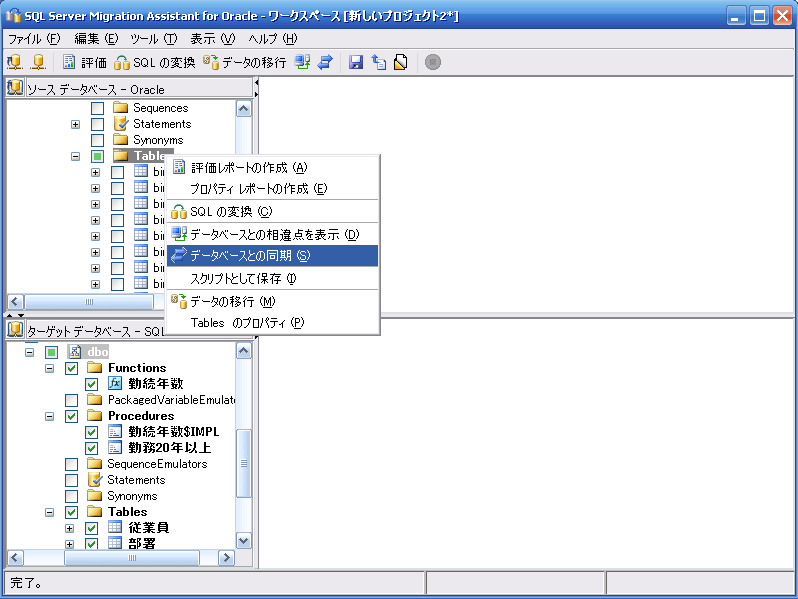 SQL Server Migration Assistant for Oracle - ワークスペース [新しいプロジェクト2*]
ファイル (F) 編集 (E) ツール (T) 表示 (V) ヘルプ (H)
評価 SQL の変換 データの移行
ソース データベース - Oracle
Sequences
Statements
Synonyms
Tables
評価レポートの作成 (A)
プロパティ レポートの作成 (E)
SQL の変換 (C)
データベースとの相違点を表示 (D)
データベースとの同期 (S)
スクリプトとして保存 (I)
データの移行 (M)
Tables のプロパティ (P)
ターゲット データベース - SQL
dbo
Functions
勤続年数
PackagedVariableEmulat
Procedures
勤続年数$IMPL
勤務20年以上
SequenceEmulators
Statements
Synonyms
Tables
従業員
部署
完了。